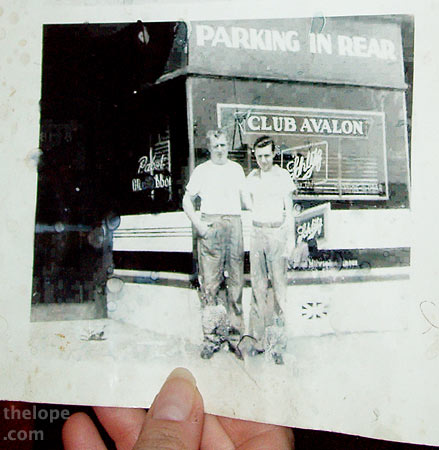 PARKING IN REAR
CLUB AVALON
Schlitz
Pabst
Blue Ribbon
Schlitz
thelope
.com